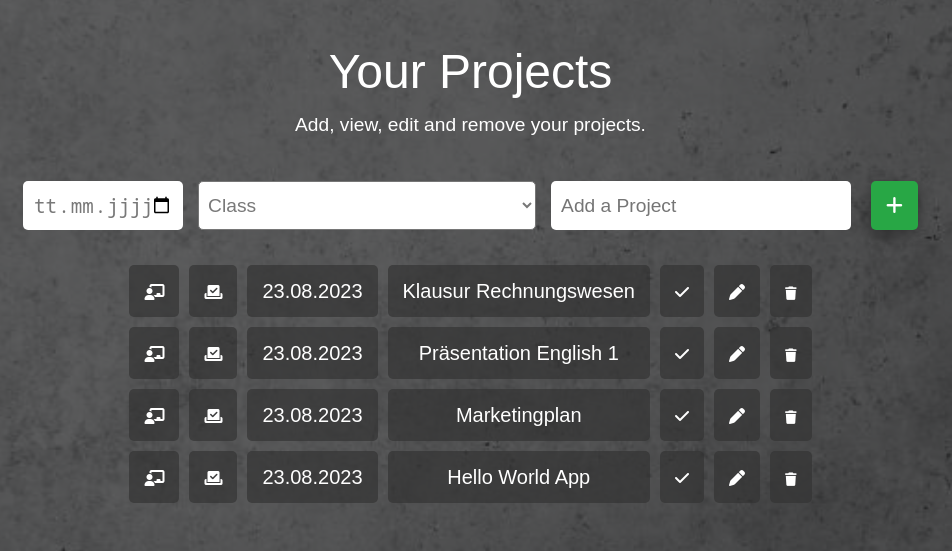 Your Projects
Add, view, edit and remove your projects.
tt.mm.jjjj Class Add a Project
23.08.2023 Klausur Rechnungswesen
23.08.2023 Präsentation English 1
23.08.2023 Marketingplan
23.08.2023 Hello World App